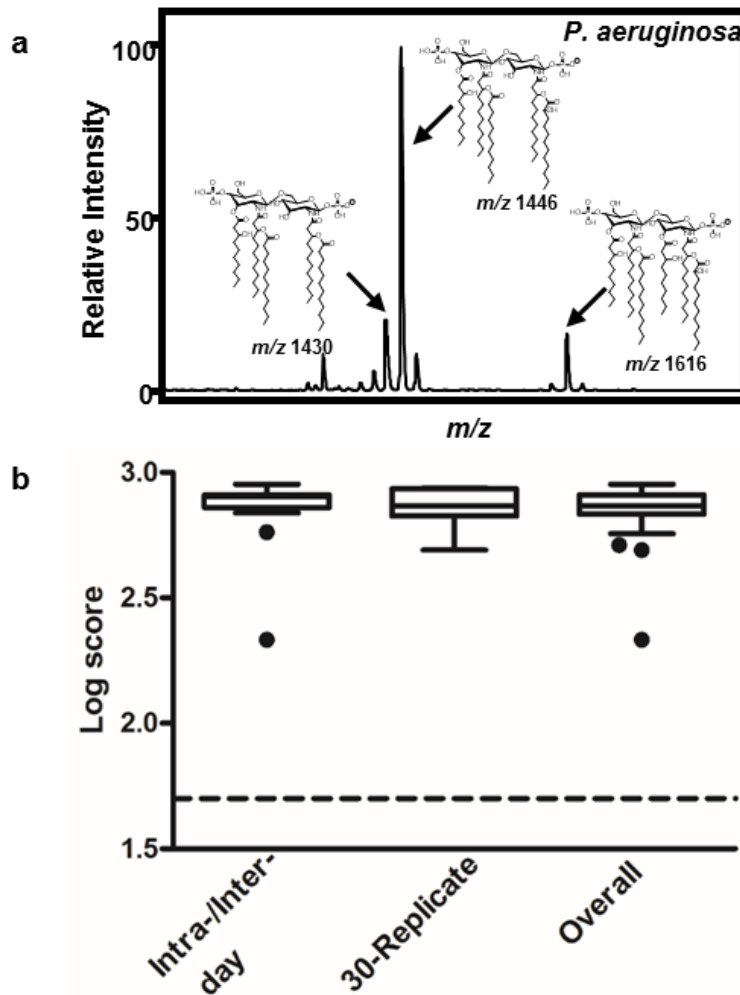 a
P. aeruginosa
100
50
0
Relative Intensity
m/z 1446
m/z 1430
m/z 1616
m/z
b
3.0
2.5
2.0
1.5
Log score
Intra-/Inter-
day
30-Replicate
Overall